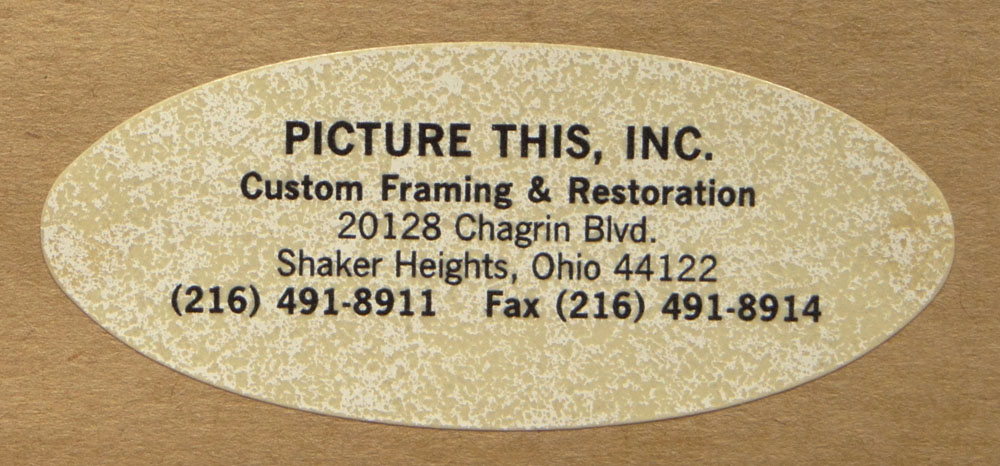 PICTURE THIS, INC.
Custom Framing & Restoration
20128 Chagrin Blvd.
Shaker Heights, Ohio 44122
(216) 491-8911 Fax (216) 491-8914